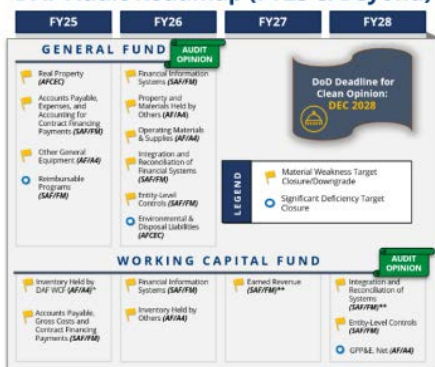 FY25
FY26
FY27
FY28
GENERAL FUND
AUDIT
OPINION
Real Property
(AFCEC)
Accounts Payable,
Expenses, and
Accounting for
Contract Financing
Payments (SAF/FM)
Other General
Equipment (AF/A4)
Reimbursable
Programs
(SAF/FM)
Financial Information
Systems (SAF/FM)
Property and
Materials Held by
Others (AF/A4)
Operating Materials
& Supplies (AF/A4)
Integration and
Reconciliation of
Financial Systems
(SAF/FM)
Entity-Level
Controls (SAF/FM)
Environmental &
Disposal Liabilities
(AFCEC)
DoD Deadline for
Clean Opinion:
DEC 2028
LEGEND
Material Weakness Target
Closure/Downgrade
Significant Deficiency Target
Closure
WORKING CAPITAL FUND
AUDIT
OPINION
Inventory Held by
DAF WCF (AF/A4)^
Accounts Payable,
Gross Costs and
Contract Financing
Payments (SAF/FM)
Financial Information
Systems (SAF/FM)
Inventory Held by
Others (AF/A4)
Earned Revenue
(SAF/FM)**
Integration and
Reconciliation of
Systems
(SAF/FM)**
Entity-Level Controls
(SAF/FM)
GPP&E, Net (AF/A4)